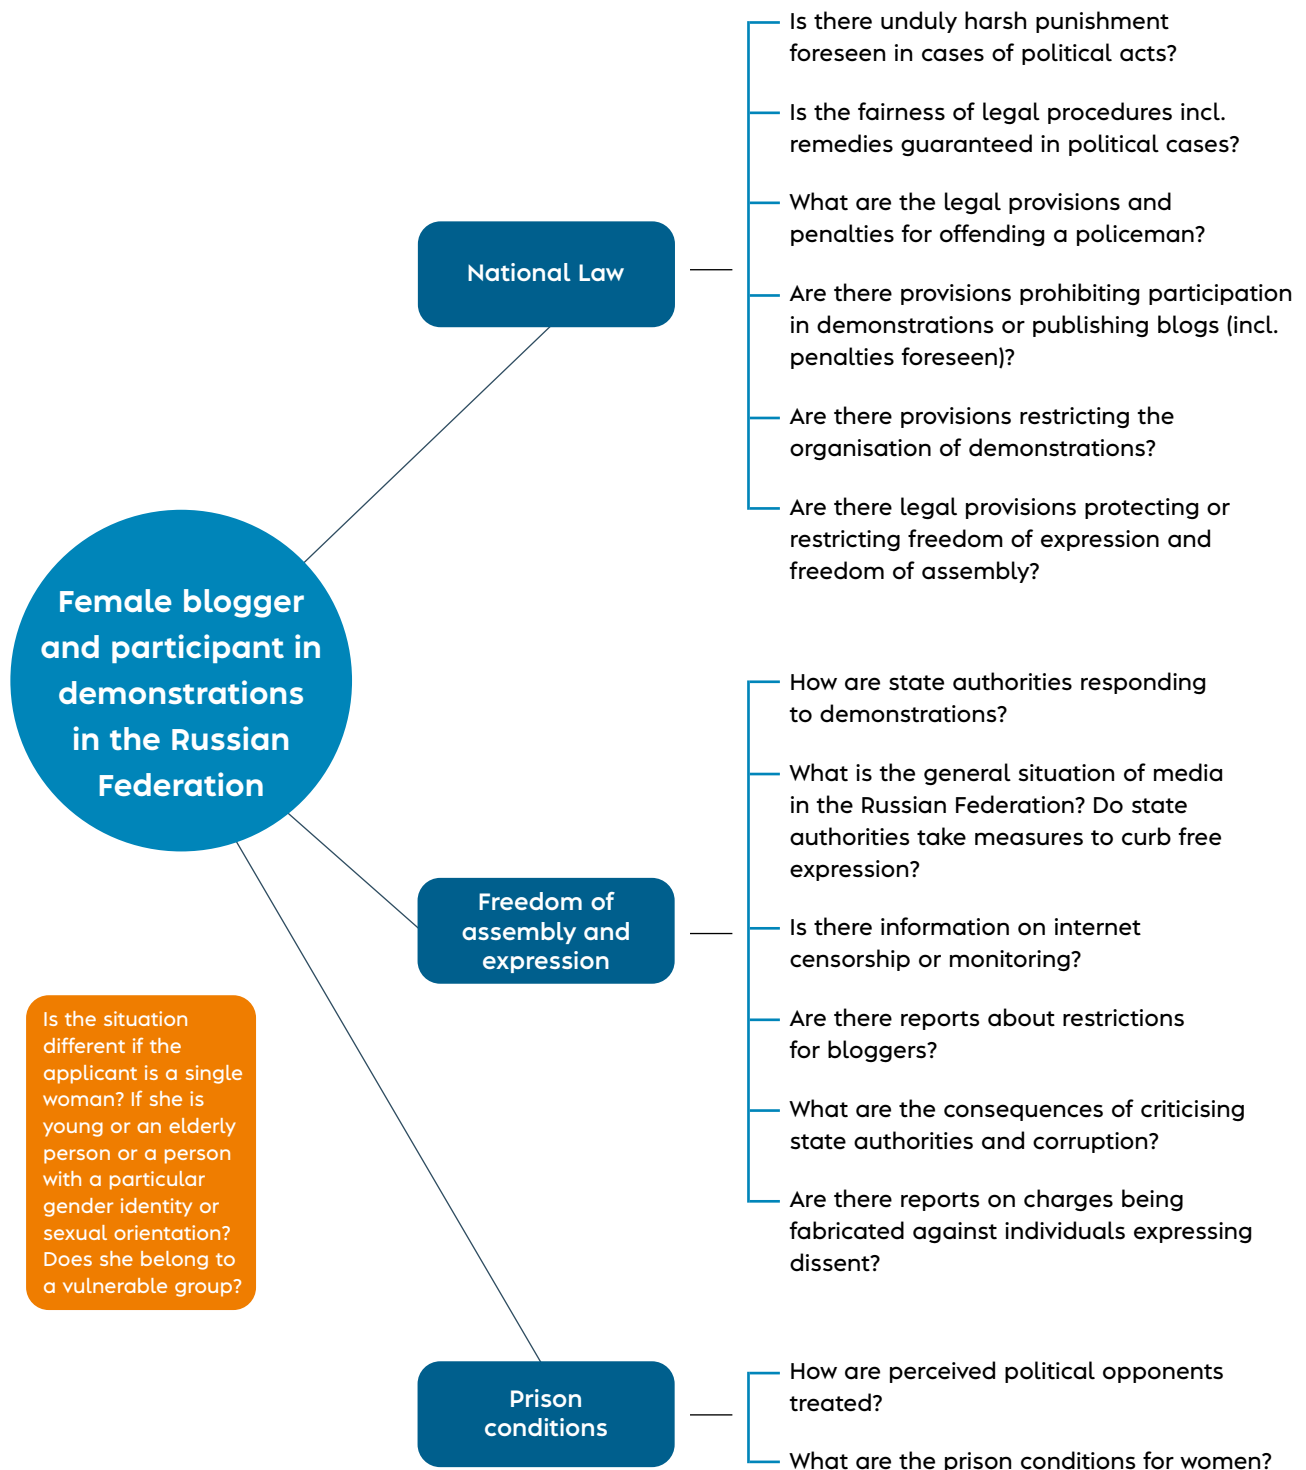 Female blogger
and participant in
demonstrations
in the Russian
Federation
National Law
Is there unduly harsh punishment
foreseen in cases of political acts?
Is the fairness of legal procedures incl.
remedies guaranteed in political cases?
What are the legal provisions and
penalties for offending a policeman?
Are there provisions prohibiting participation
in demonstrations or publishing blogs (incl.
penalties foreseen)?
Are there provisions restricting the
organisation of demonstrations?
Are there legal provisions protecting or
restricting freedom of expression and
freedom of assembly?
Freedom of
assembly and
expression
How are state authorities responding
to demonstrations?
What is the general situation of media
in the Russian Federation? Do state
authorities take measures to curb free
expression?
Is there information on internet
censorship or monitoring?
Are there reports about restrictions
for bloggers?
What are the consequences of criticising
state authorities and corruption?
Are there reports on charges being
fabricated against individuals expressing
dissent?
Is the situation
different if the
applicant is a single
woman? If she is
young or an elderly
person or a person
with a particular
gender identity or
sexual orientation?
Does she belong to
a vulnerable group?
Prison
conditions
How are perceived political opponents
treated?
What are the prison conditions for women?